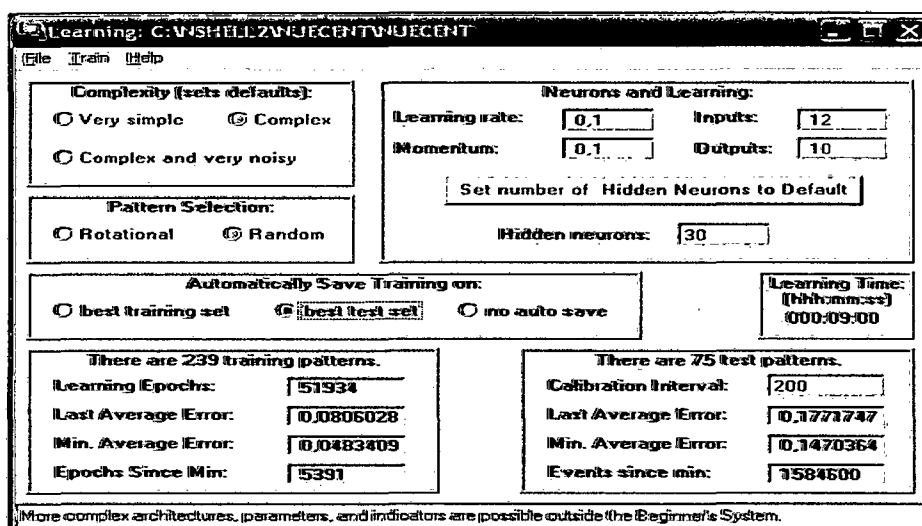 Learning: C:\NSHELL2\NUECENT\NUECENT
File Train Help
Complexity (sets defaults):
Very simple Complex
Complex and very noisy
Pattern Selection:
Rotational Random
Neurons and Learning:
Learning rate: 0,1 Inputs: 12
Momentum: 0,1 Outputs: 10
Set number of Hidden Neurons to Default
Hidden neurons: 30
Automatically Save Training on:
best training set best test set no auto save
Learning Time:
(hhh:mm:ss)
000:09:00
There are 239 training patterns.
Learning Epochs: 51934
Last Average Error: 0,0806028
Min. Average Error: 0,0483409
Epochs Since Min: 5391
There are 75 test patterns.
Calibration Interval: 200
Last Average Error: 0,1771747
Min. Average Error: 0,1470364
Events since min: 1584600
More complex architectures, parameters, and indicators are possible outside the Beginner's System.